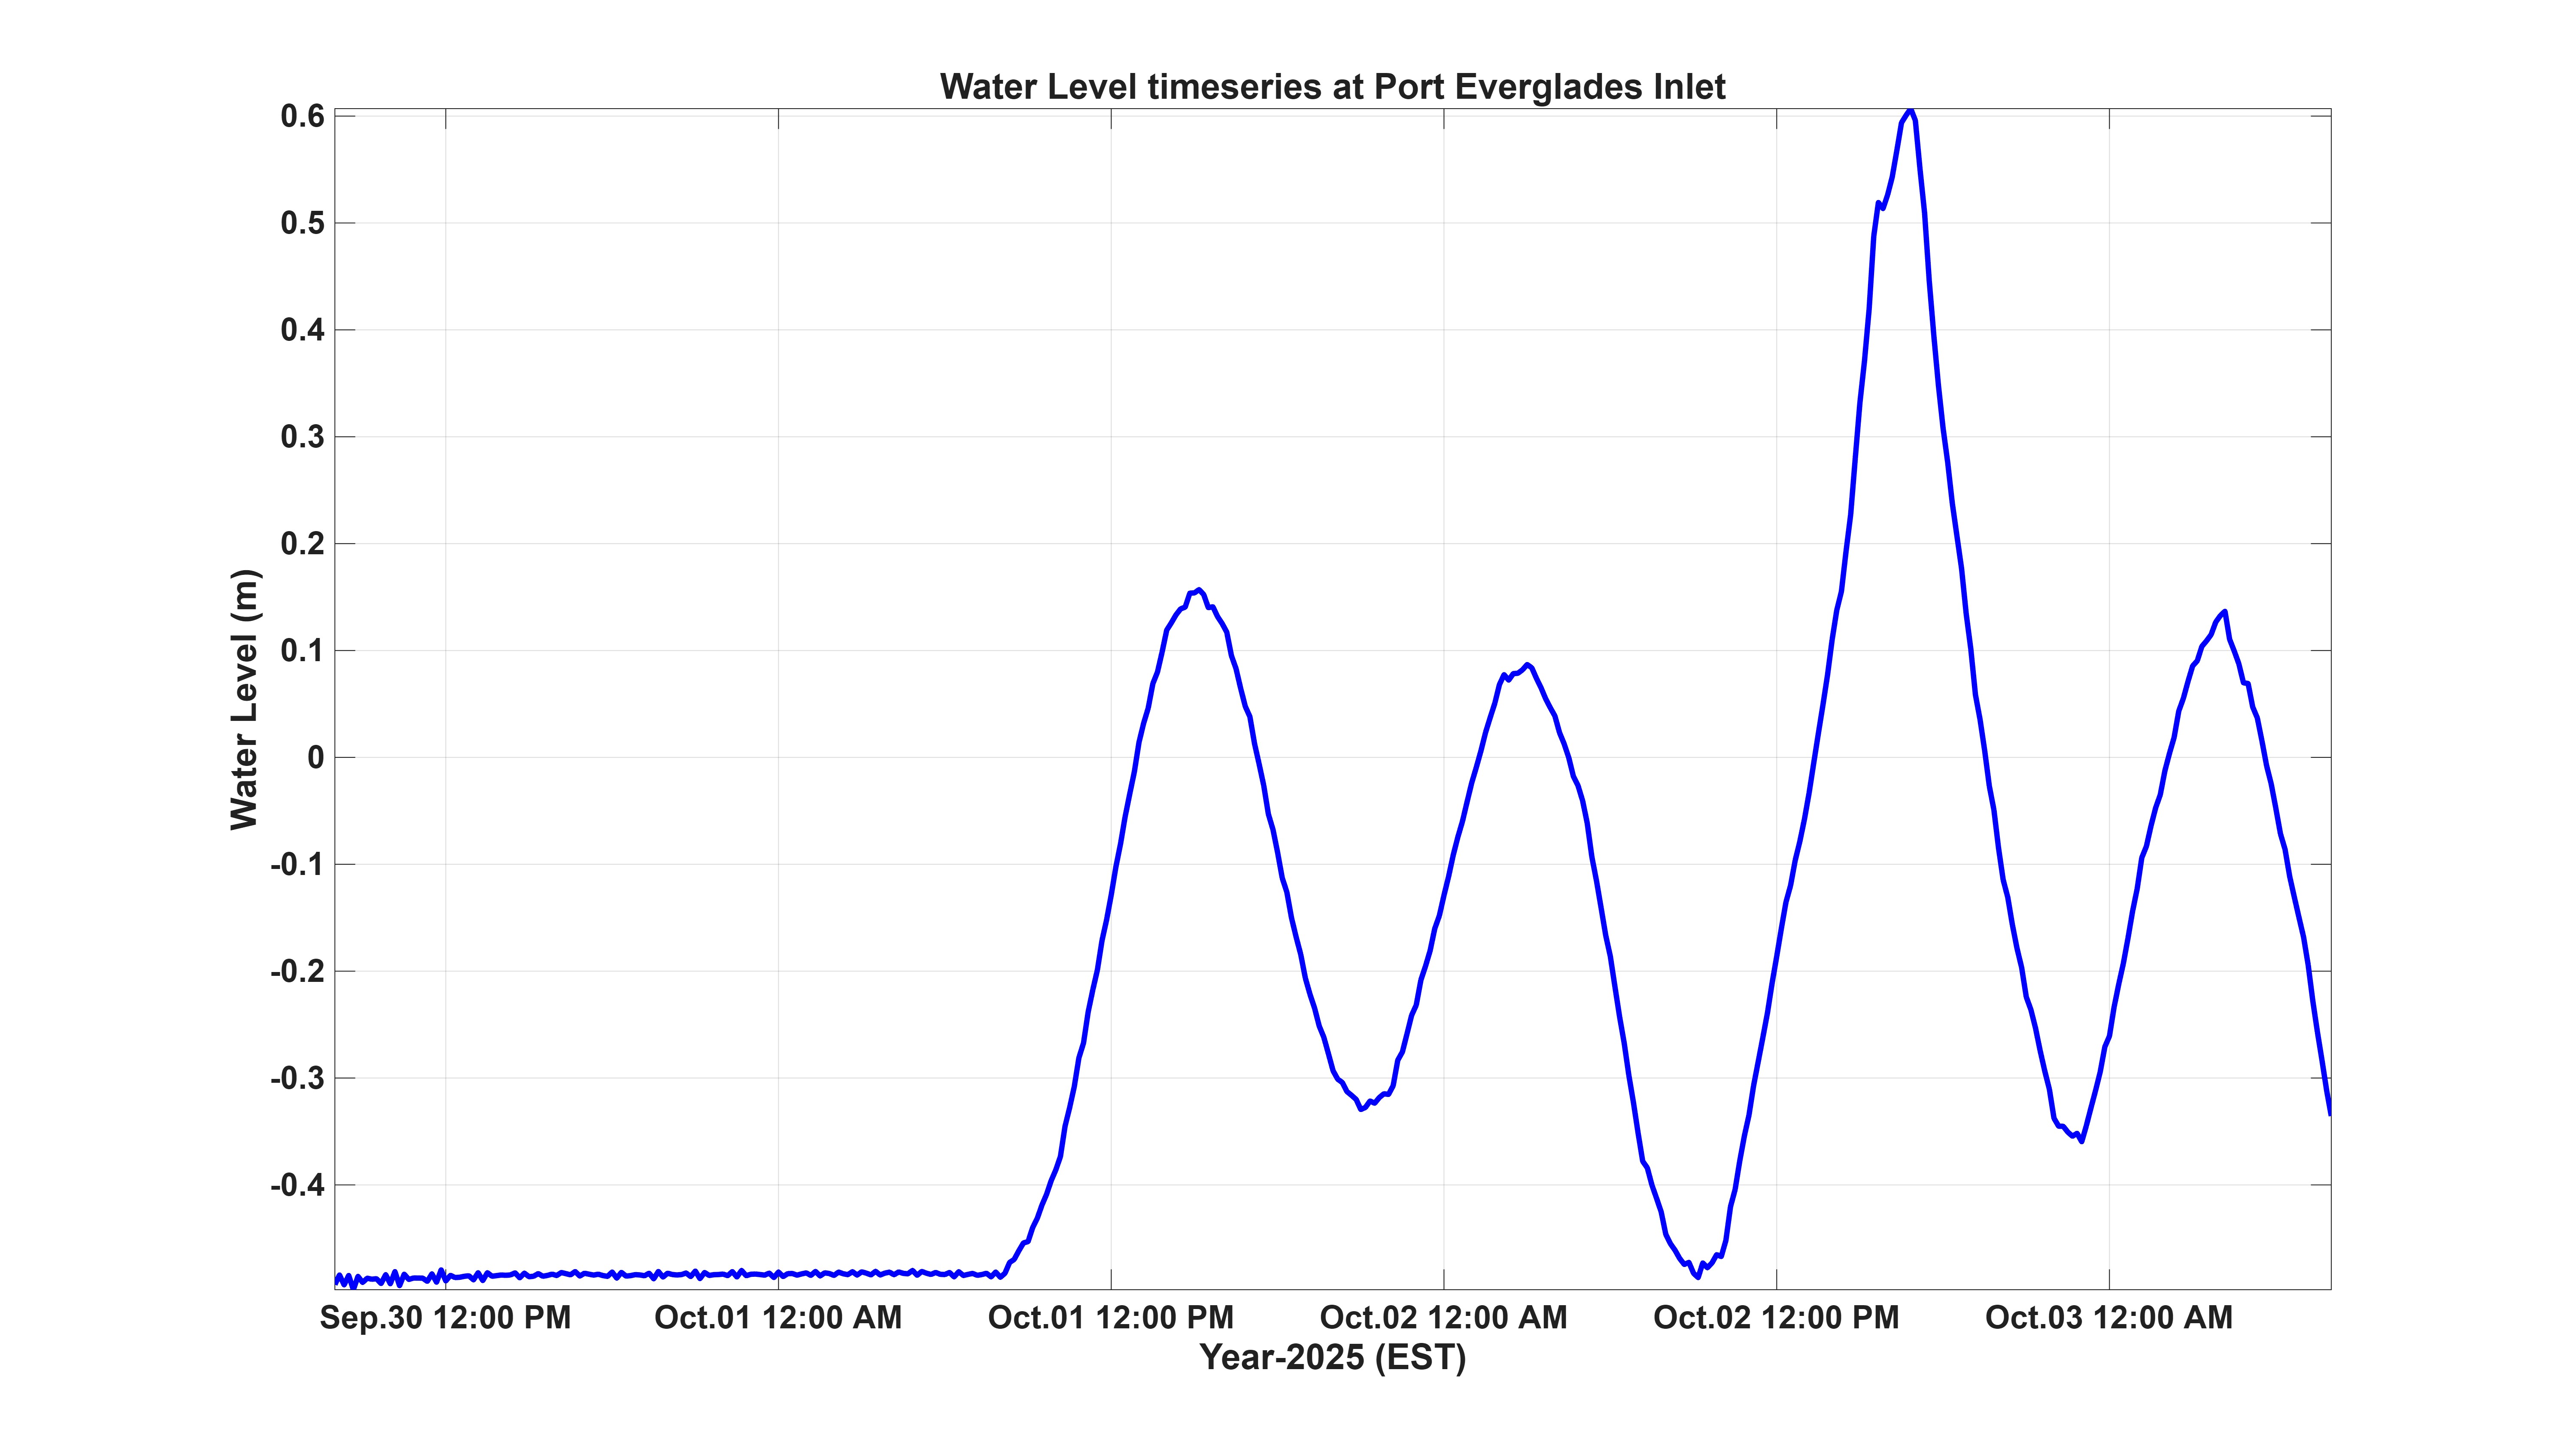 Water Level timeseries at Port Everglades Inlet
0.6
0.5
0.4
0.3
0.2
0.1
0
-0.1
-0.2
-0.3
-0.4
Water Level (m)
Sep.30 12:00 PM
Oct.01 12:00 AM
Oct.01 12:00 PM
Oct.02 12:00 AM
Oct.02 12:00 PM
Oct.03 12:00 AM
Year-2025 (EST)